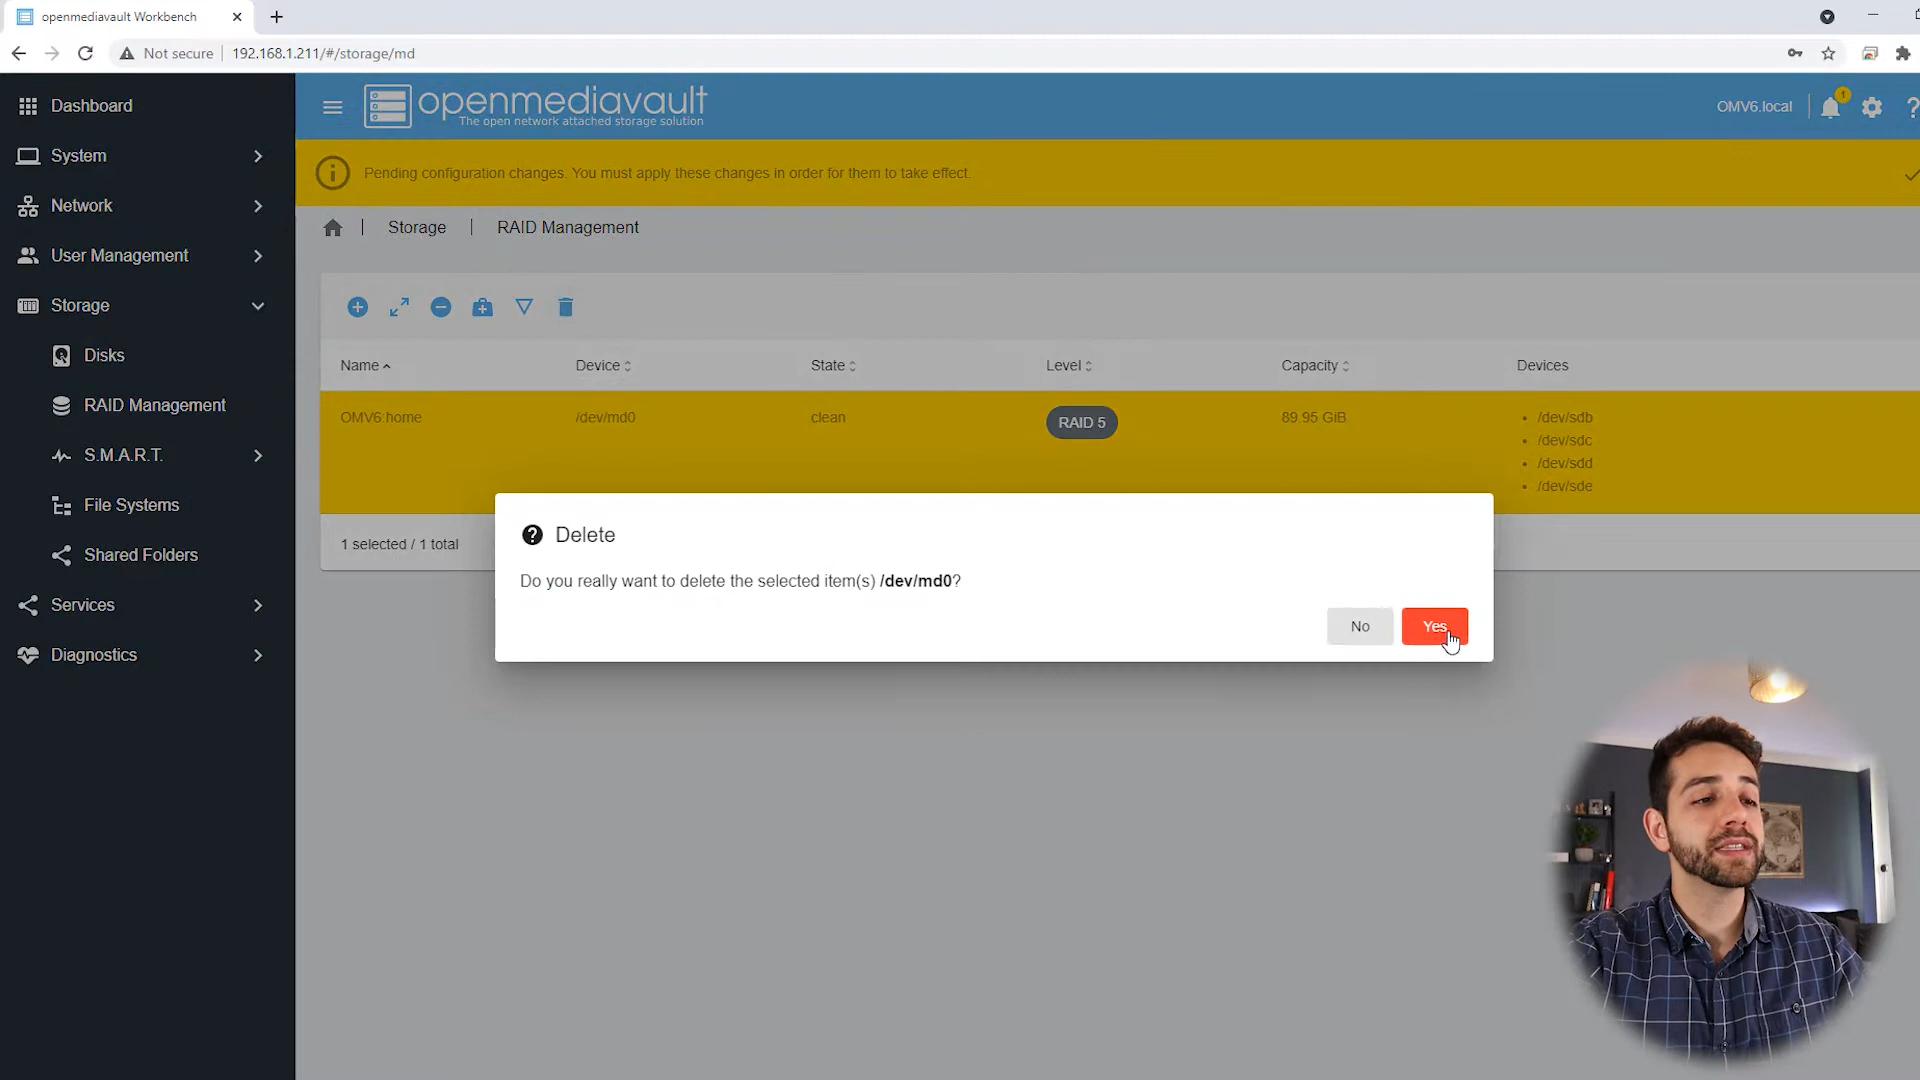 openmediavault Workbench
Not secure
192.168.1.211/#/storage/md
Dashboard
System
Network
User Management
Storage
Disks
RAID Management
S.M.A.R.T.
File Systems
Shared Folders
Services
Diagnostics
openmediavault
The open network attached storage solution
OMV6.local
1
Pending configuration changes. You must apply these changes in order for them to take effect.
Storage
RAID Management
Name Device State Level Capacity Devices
OMV6:home /dev/md0 clean RAID 5 89.95 GiB
/dev/sdb
/dev/sdc
/dev/sdd
/dev/sde
1 selected / 1 total
Delete
Do you really want to delete the selected item(s) /dev/md0?
No
Yes